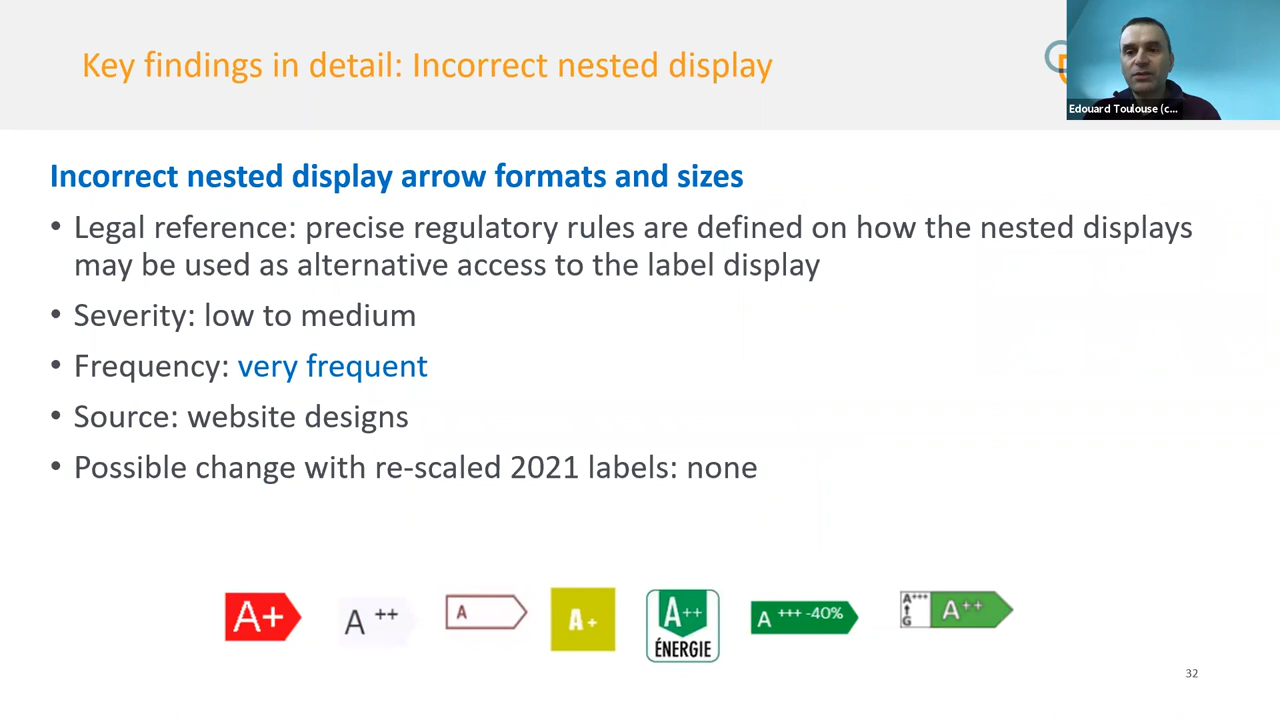 Key findings in detail: Incorrect nested display
Edouard Toulouse (c...
Incorrect nested display arrow formats and sizes
• Legal reference: precise regulatory rules are defined on how the nested displays
may be used as alternative access to the label display
• Severity: low to medium
• Frequency: very frequent
• Source: website designs
• Possible change with re-scaled 2021 labels: none
A+
A ++
A
A+
A++
ÉNERGIE
A +++ -40%
A+++
G
A++
32